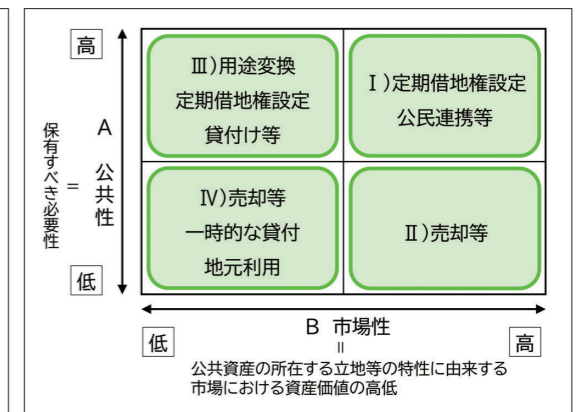 高
Ⅲ)用途変換
定期借地権設定
貸付け等
Ⅰ)定期借地権設定
公民連携等
保有すべき必要性
＝
A 公共性
Ⅳ)売却等
一時的な貸付
地元利用
Ⅱ)売却等
低
低
B 市場性
＝
高
公共資産の所在する立地等の特性に由来する
市場における資産価値の高低